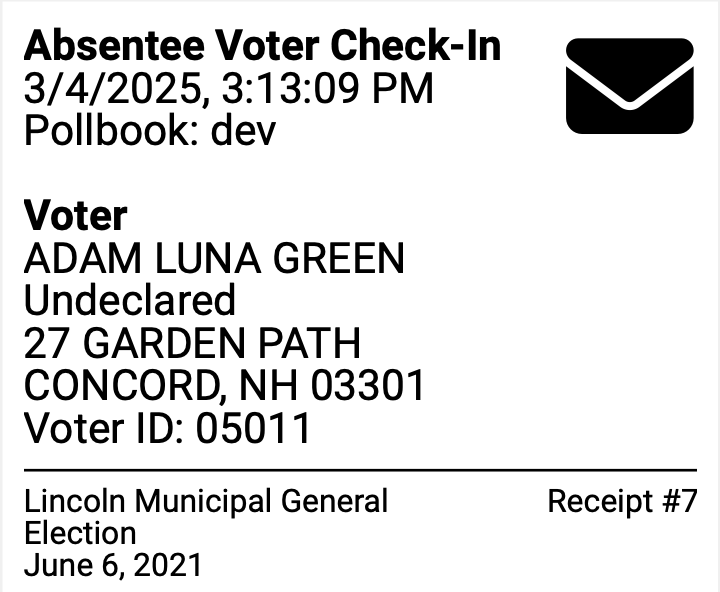 Absentee Voter Check-In
3/4/2025, 3:13:09 PM
Pollbook: dev
Voter
ADAM LUNA GREEN
Undeclared
27 GARDEN PATH
CONCORD, NH 03301
Voter ID: 05011
Lincoln Municipal General
Election
June 6, 2021
Receipt #7